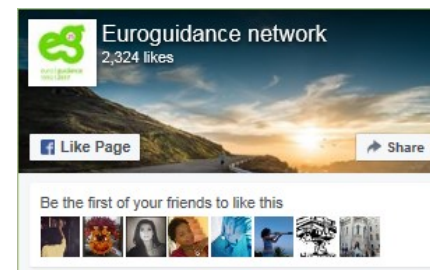 Euroguidance network
2,324 likes
Like Page
Share
Be the first of your friends to like this